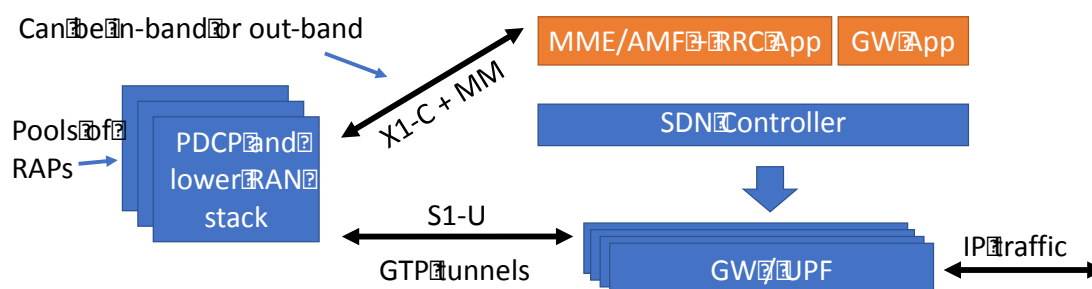 Can be in-band or out-band
MME/AMF + RRC App
GW App
X1-C + MM
SDN Controller
Pools of
RAPs
PDCP and
lower RAN
stack
S1-U
GTP tunnels
GW / UPF
IP traffic